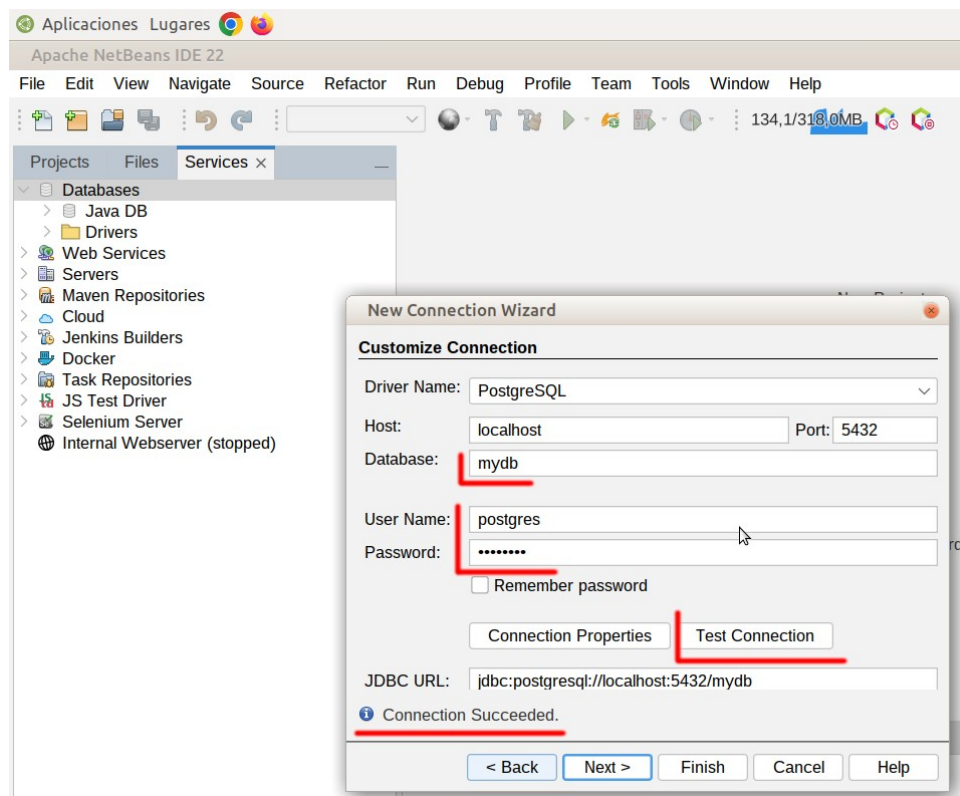 Aplicaciones Lugares
Apache NetBeans IDE 22
File Edit View Navigate Source Refactor Run Debug Profile Team Tools Window Help
134,1/318,0MB
Projects Files Services
Databases
Java DB
Drivers
Web Services
Servers
Maven Repositories
Cloud
Jenkins Builders
Docker
Task Repositories
JS Test Driver
Selenium Server
Internal Webserver (stopped)
New Connection Wizard
Customize Connection
Driver Name: PostgreSQL
Host: localhost Port: 5432
Database: mydb
User Name: postgres
Password: ••••••••
Remember password
Connection Properties Test Connection
JDBC URL: jdbc:postgresql://localhost:5432/mydb
Connection Succeeded.
< Back Next > Finish Cancel Help